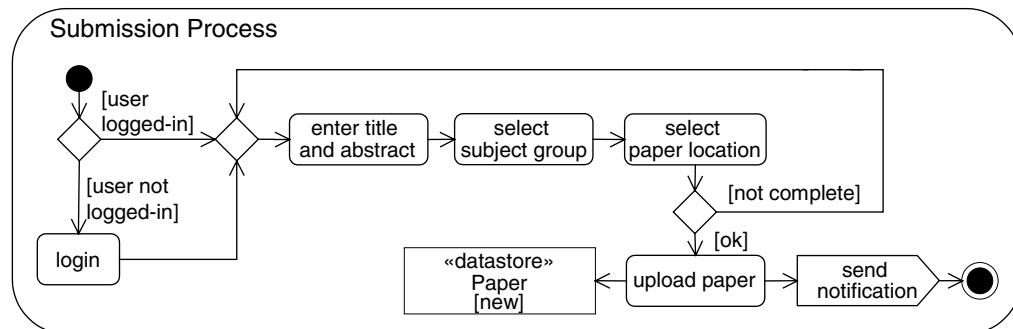 Submission Process
[user
logged-in]
enter title
and abstract
select
subject group
select
paper location
[user not
logged-in]
[not complete]
login
[ok]
«datastore»
Paper
[new]
upload paper
send
notification